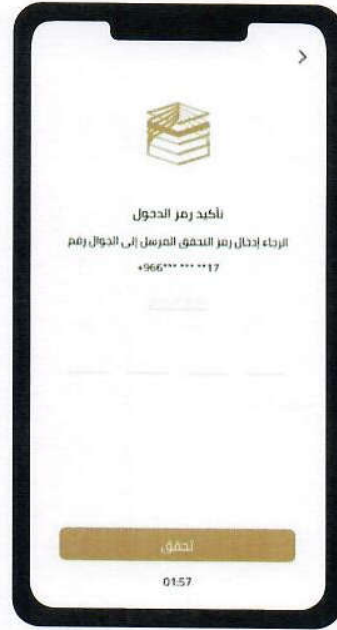 تأكيد رمز الدخول
الرجاء إدخال رمز التحقق المرسل إلى الجوال رقم
+966*** *** **17
تحقق
01:57